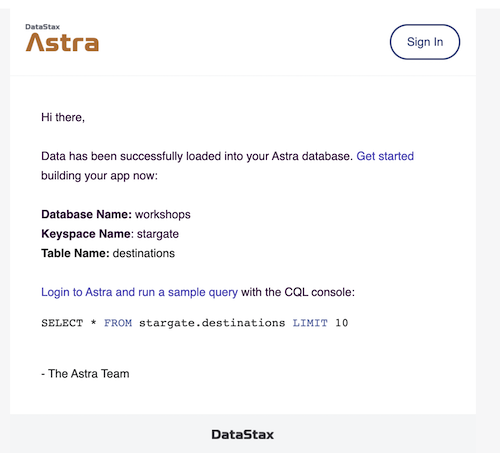 DataStax
Astra
Sign In
Hi there,
Data has been successfully loaded into your Astra database. Get started
building your app now:
Database Name: workshops
Keyspace Name: stargate
Table Name: destinations
Login to Astra and run a sample query with the CQL console:
SELECT * FROM stargate.destinations LIMIT 10
- The Astra Team
DataStax